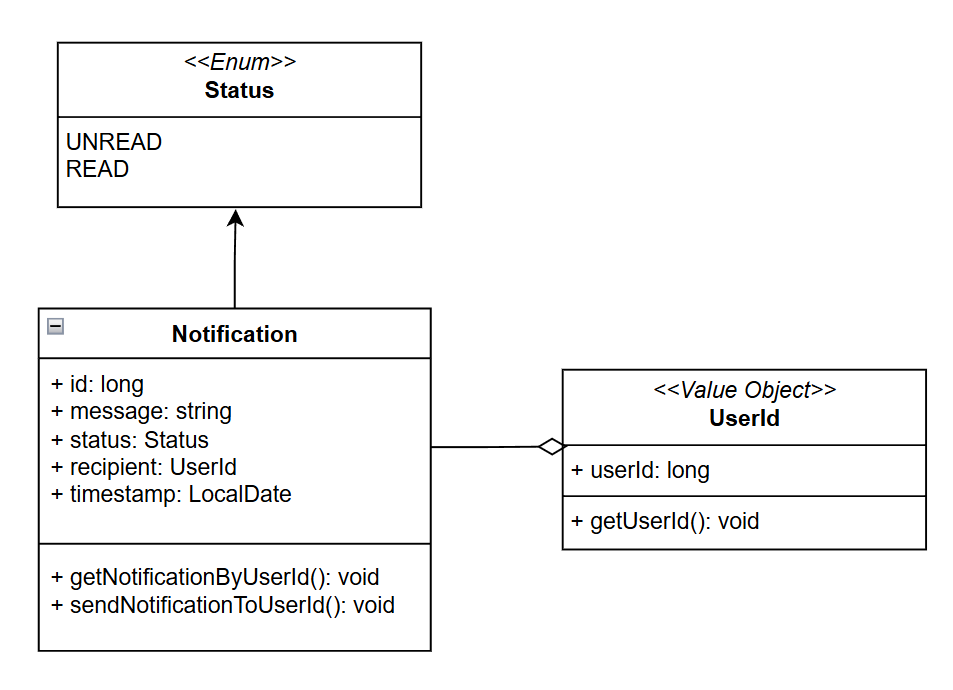 <<Enum>>
Status
UNREAD
READ
Notification
+ id: long
+ message: string
+ status: Status
+ recipient: UserId
+ timestamp: LocalDate
+ getNotificationByUserId(): void
+ sendNotificationToUserId(): void
<<Value Object>>
UserId
+ userId: long
+ getUserId(): void